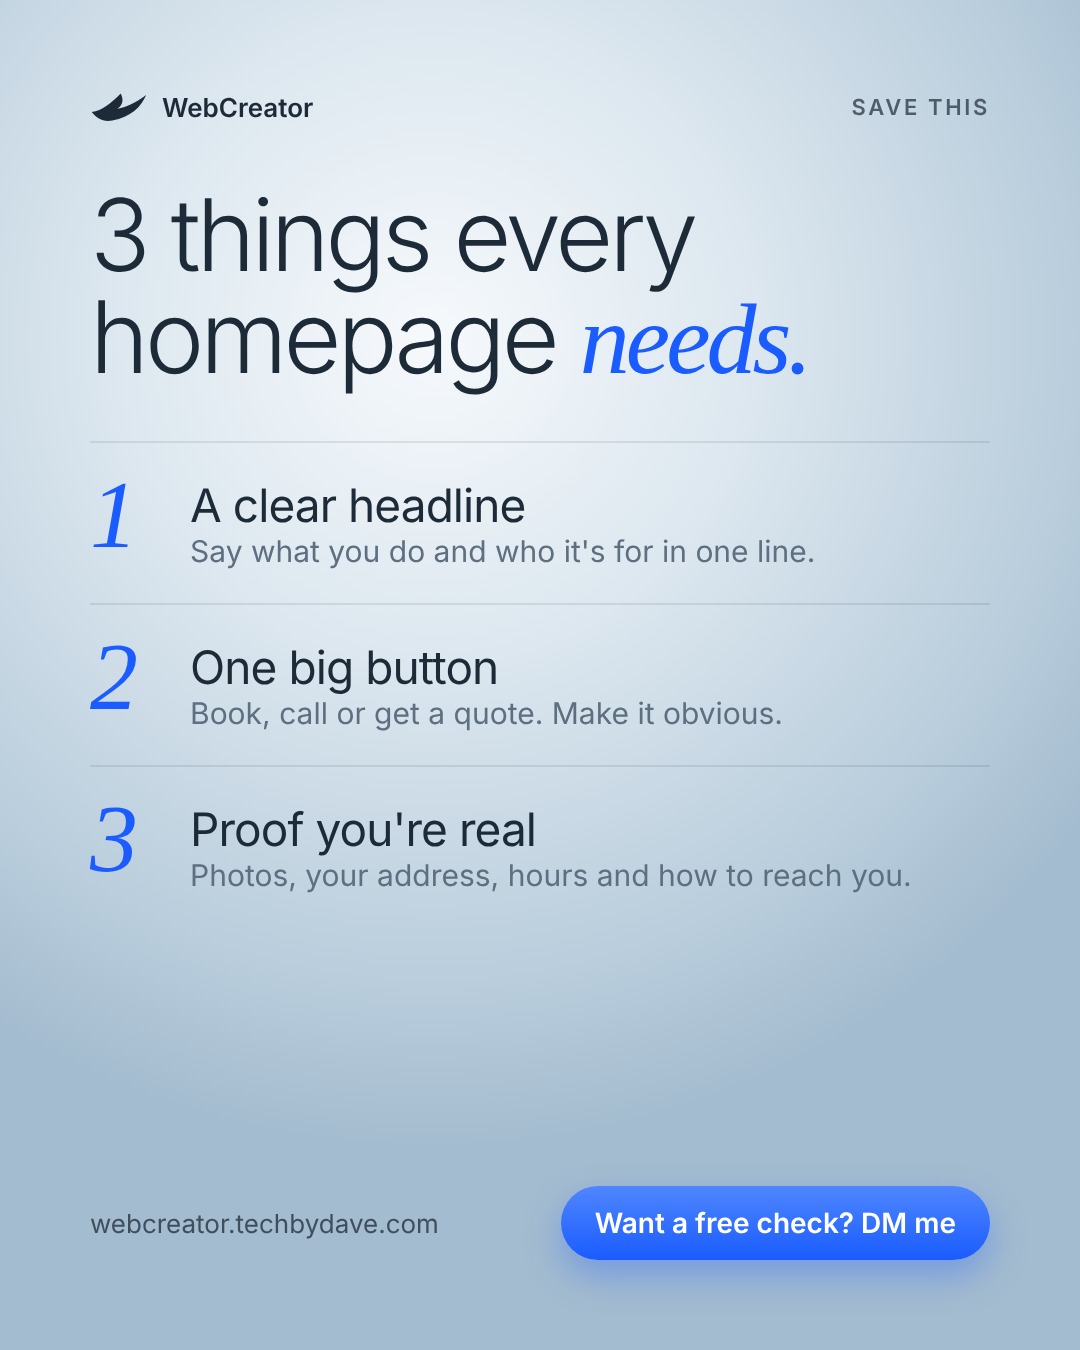 WebCreator
SAVE THIS
3 things every
homepage needs.
1
A clear headline
Say what you do and who it's for in one line.
2
One big button
Book, call or get a quote. Make it obvious.
3
Proof you're real
Photos, your address, hours and how to reach you.
webcreator.techbydave.com
Want a free check? DM me